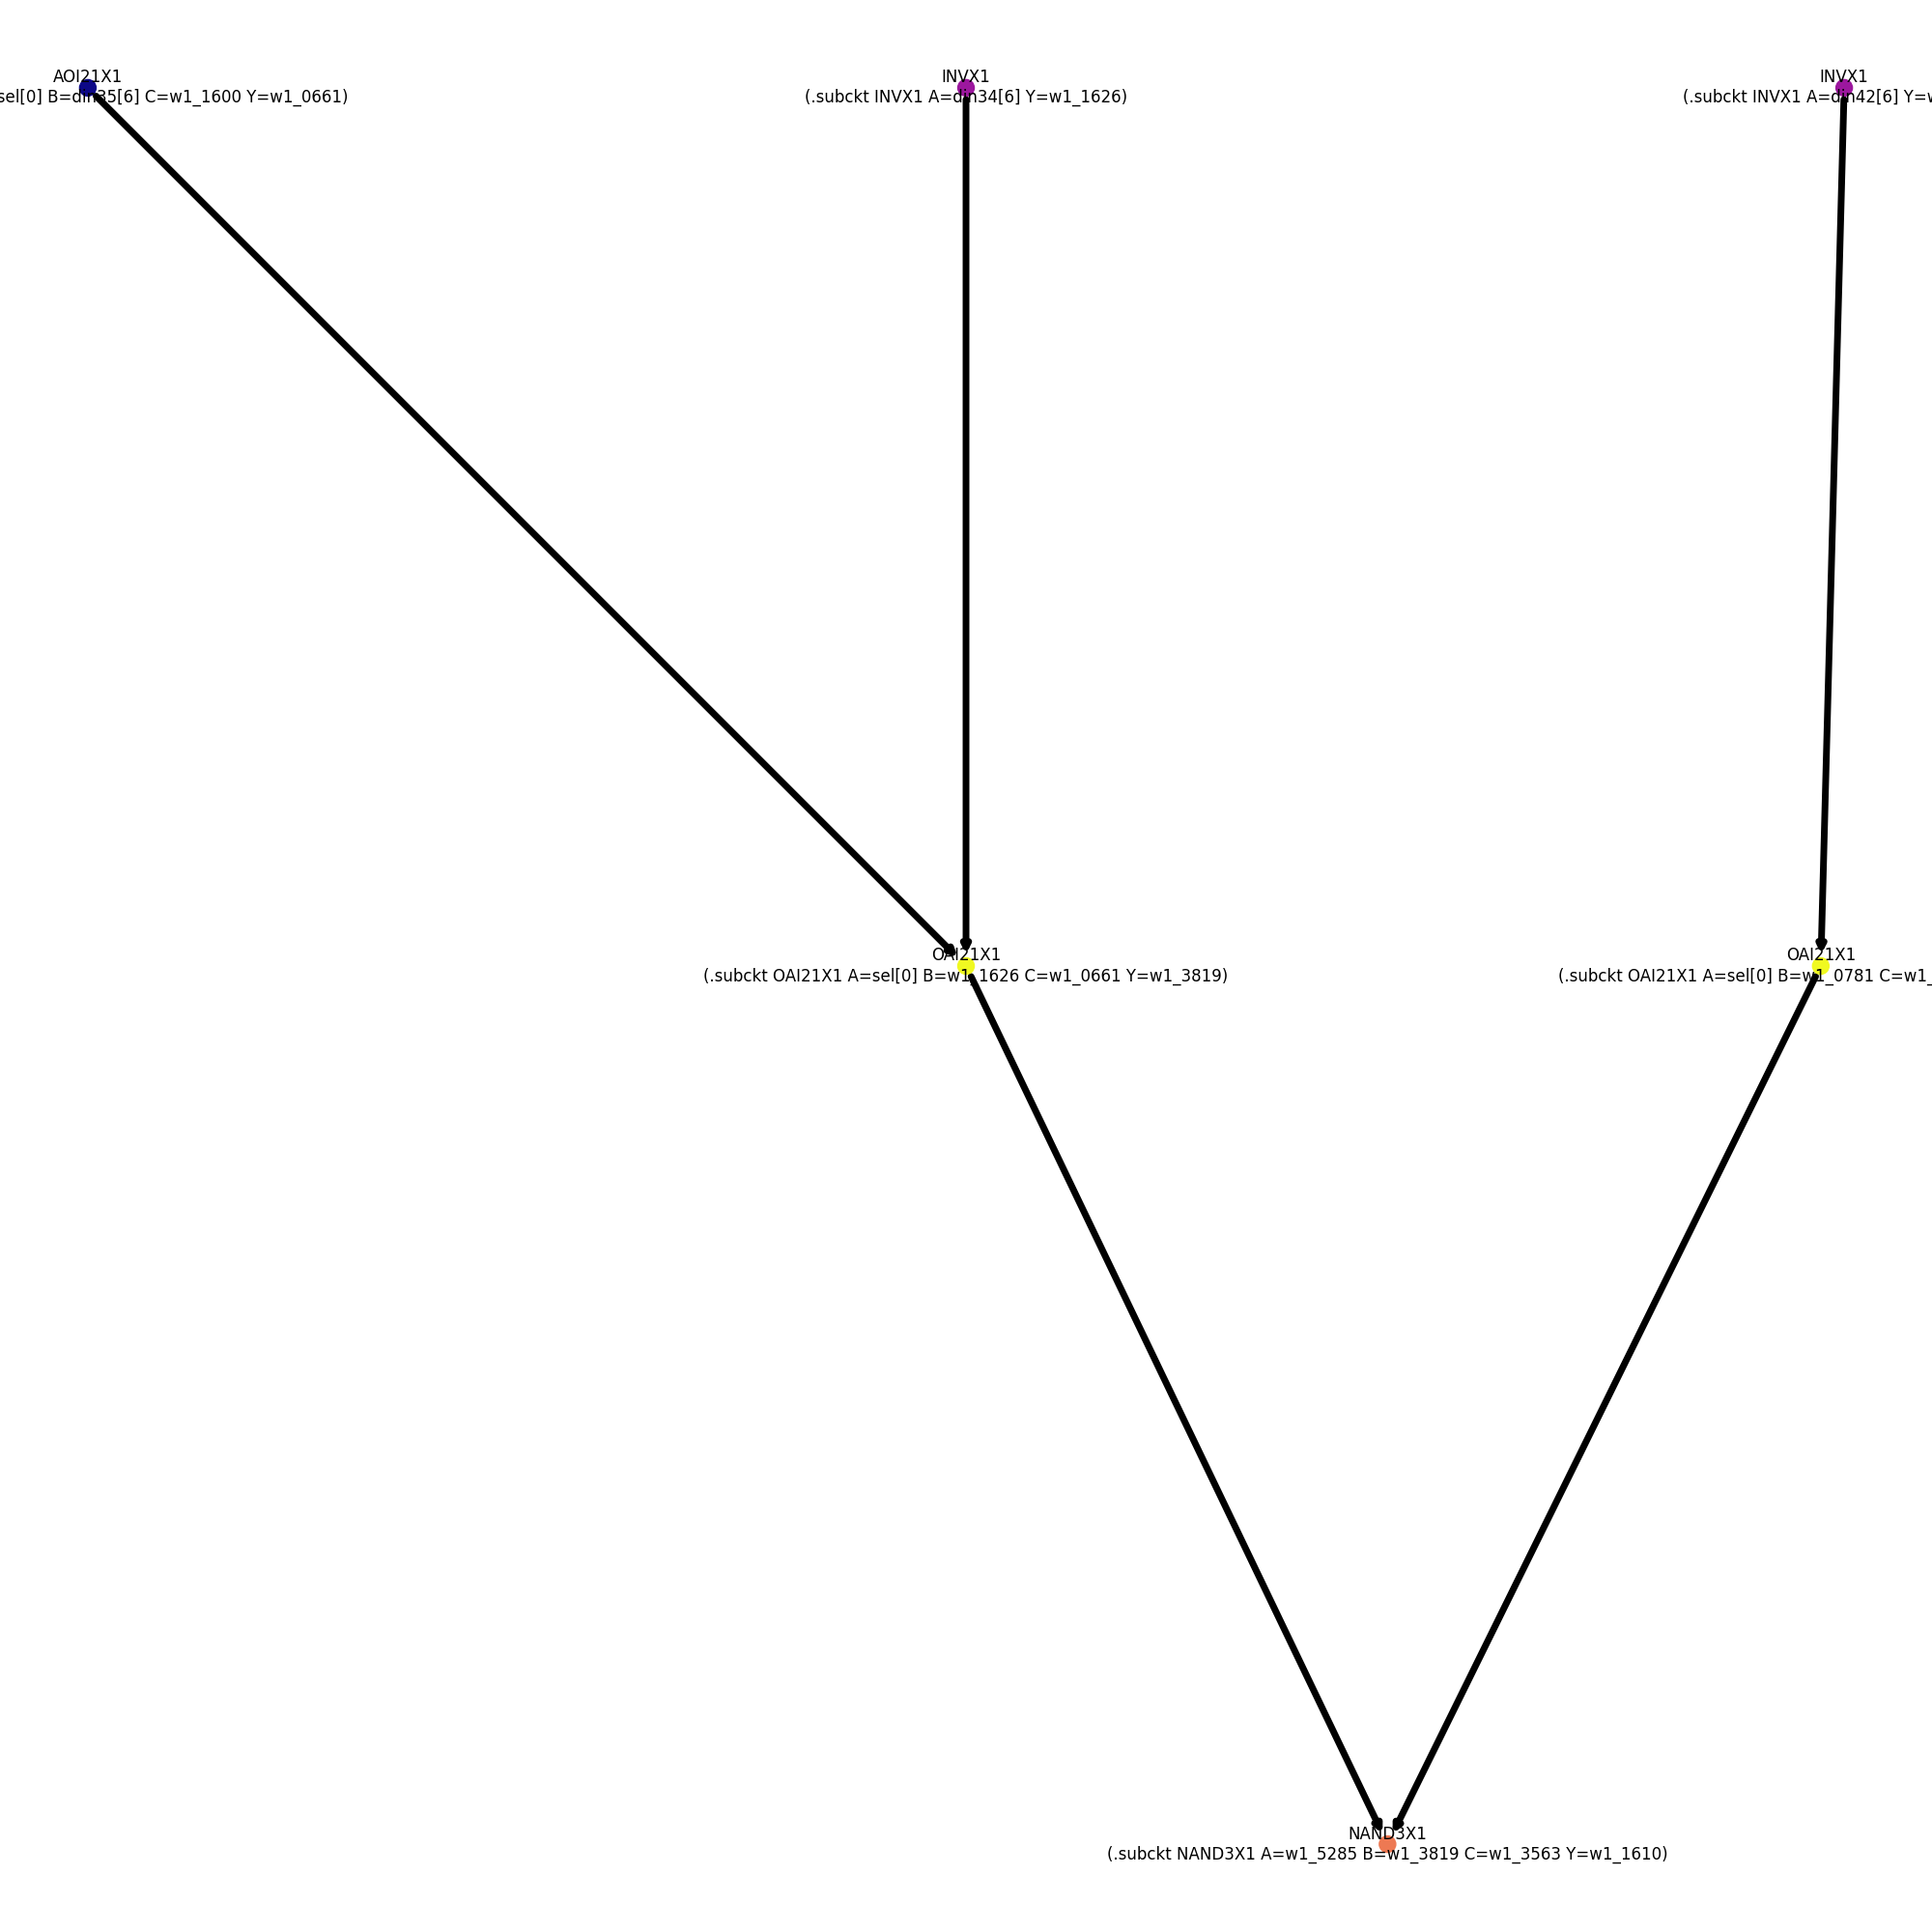 AOI21X1
sel[0] B=din35[6] C=w1_1600 Y=w1_0661)
INVX1
(.subckt INVX1 A=din34[6] Y=w1_1626)
INVX1
(.subckt INVX1 A=din42[6] Y=
OAI21X1
(.subckt OAI21X1 A=sel[0] B=w1_1626 C=w1_0661 Y=w1_3819)
OAI21X1
(.subckt OAI21X1 A=sel[0] B=w1_0781 C=w1_
NAND3X1
(.subckt NAND3X1 A=w1_5285 B=w1_3819 C=w1_3563 Y=w1_1610)